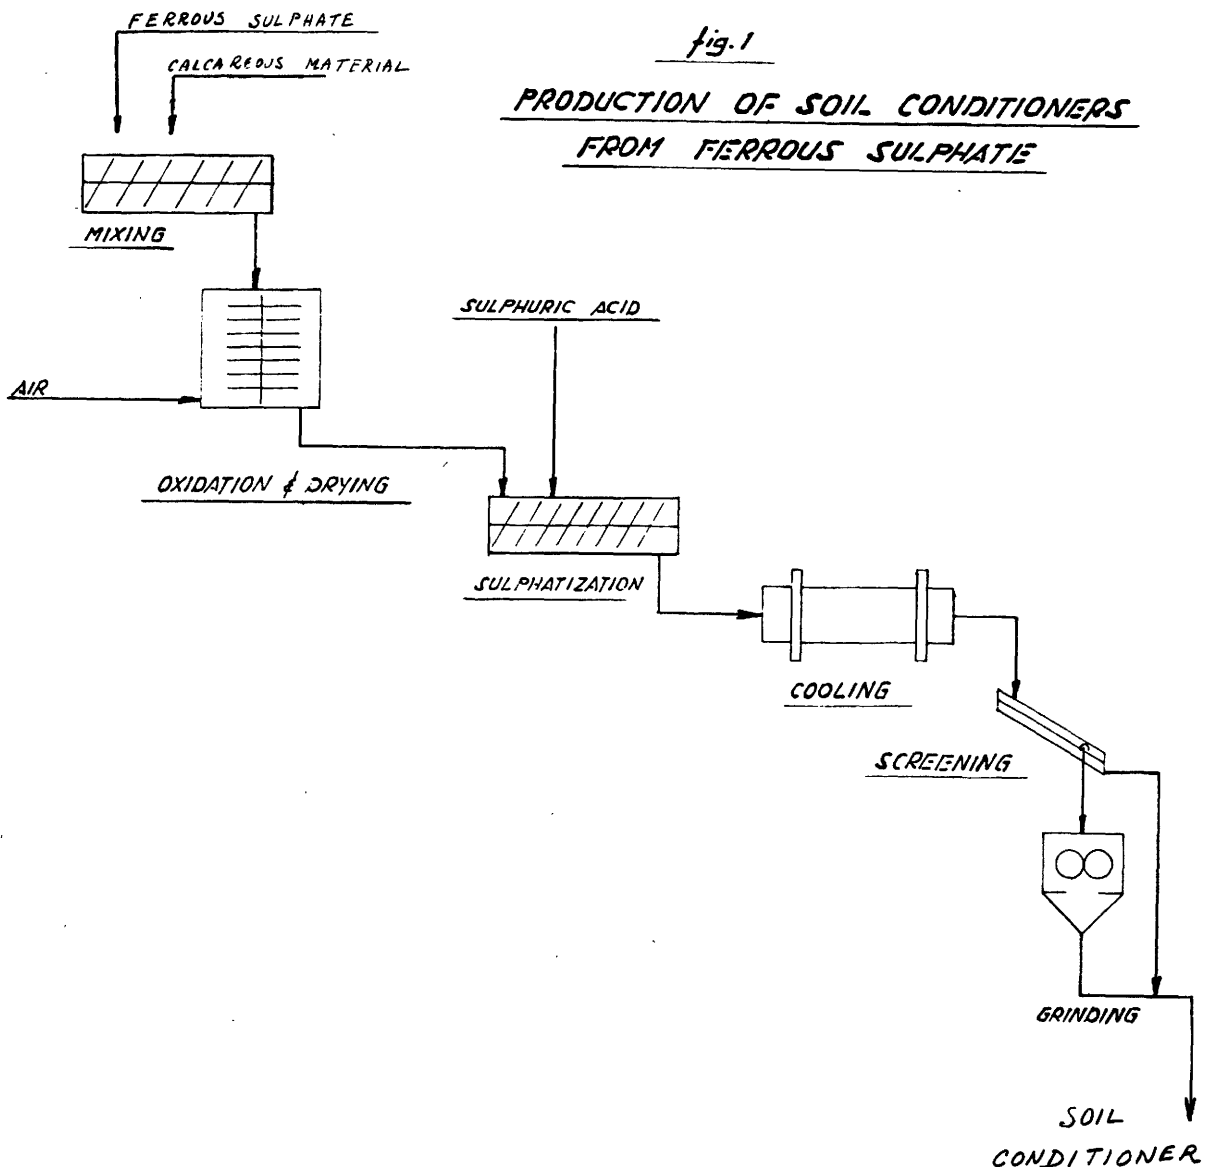 FERROUS SULPHATE
CALCAREOUS MATERIAL
fig. 1
PRODUCTION OF SOIL CONDITIONERS
FROM FERROUS SULPHATE
MIXING
SULPHURIC ACID
AIR
OXIDATION & DRYING
SULPHATIZATION
COOLING
SCREENING
GRINDING
SOIL
CONDITIONER